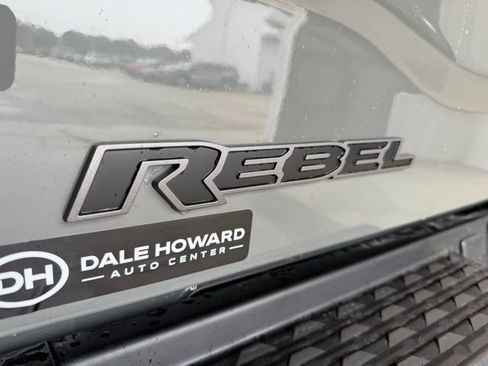 REBEL
DH
DALE HOWARD
AUTO CENTER